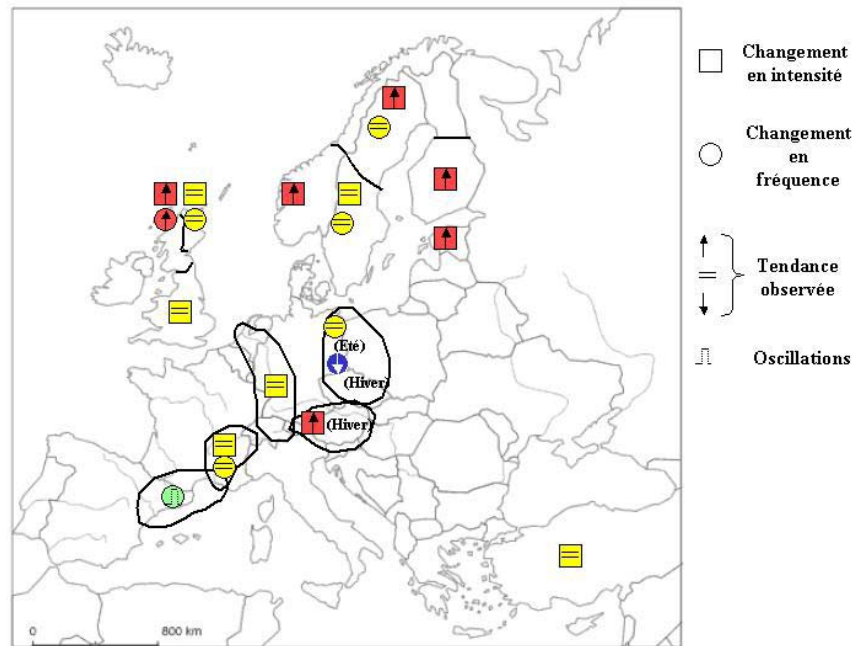 Changement
en intensité
Changement
en
fréquence
Tendance
observée
Oscillations
(Eté)
(Hiver)
(Hiver)
0 800 km